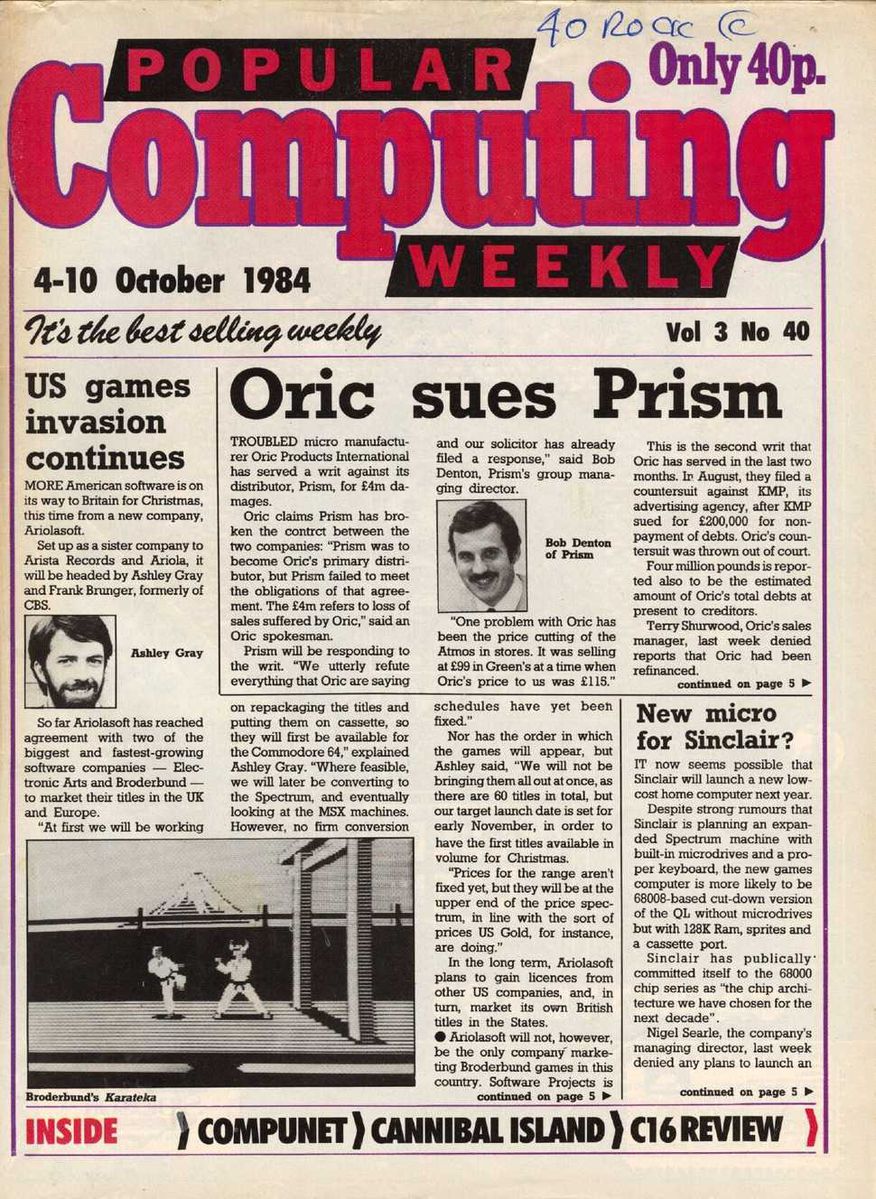 40 Ro
POPULAR
Only 40p.
Computing
WEEKLY
4-10 October 1984
It's the best selling weekly
Vol 3 No 40
US games
invasion
continues
MORE American software is on
its way to Britain for Christmas,
this time from a new company,
Ariolasoft.
Set up as a sister company to
Arista Records and Ariola, it
will be headed by Ashley Gray
and Frank Brunger, formerly of
CBS.
Ashley Gray
So far Ariolasoft has reached
agreement with two of the
biggest and fastest-growing
software companies — Elec-
tronic Arts and Broderbund —
to market their titles in the UK
and Europe.
"At first we will be working
on repackaging the titles and
putting them on cassette, so
they will first be available for
the Commodore 64," explained
Ashley Gray. "Where feasible,
we will later be converting to
the Spectrum, and eventually
looking at the MSX machines.
However, no firm conversion
schedules have yet been
fixed."
Nor has the order in which
the games will appear, but
Ashley said, "We will not be
bringing them all out at once, as
there are 60 titles in total, but
our target launch date is set for
early November, in order to
have the first titles available in
volume for Christmas.
"Prices for the range aren't
fixed yet, but they will be at the
upper end of the price spec-
trum, in line with the sort of
prices US Gold, for instance,
are doing."
In the long term, Ariolasoft
plans to gain licences from
other US companies, and, in
turn, market its own British
titles in the States.
● Ariolasoft will not, however,
be the only company marke-
ting Broderbund games in this
country. Software Projects is
continued on page 5 ▶
Broderbund's Karateka
Oric sues Prism
TROUBLED micro manufactu-
rer Oric Products International
has served a writ against its
distributor, Prism, for £4m da-
mages.
Oric claims Prism has bro-
ken the contrct between the
two companies: "Prism was to
become Oric's primary distri-
butor, but Prism failed to meet
the obligations of that agree-
ment. The £4m refers to loss of
sales suffered by Oric," said an
Oric spokesman.
Prism will be responding to
the writ. "We utterly refute
everything that Oric are saying
and our solicitor has already
filed a response," said Bob
Denton, Prism's group mana-
ging director.
Bob Denton
of Prism
"One problem with Oric has
been the price cutting of the
Atmos in stores. It was selling
at £99 in Green's at a time when
Oric's price to us was £115."
This is the second writ that
Oric has served in the last two
months. In August, they filed a
countersuit against KMP, its
advertising agency, after KMP
sued for £200,000 for non-
payment of debts. Oric's coun-
tersuit was thrown out of court.
Four million pounds is repor-
ted also to be the estimated
amount of Oric's total debts at
present to creditors.
Terry Shurwood, Oric's sales
manager, last week denied
reports that Oric had been
refinanced.
continued on page 5 ▶
New micro
for Sinclair?
IT now seems possible that
Sinclair will launch a new low-
cost home computer next year.
Despite strong rumours that
Sinclair is planning an expan-
ded Spectrum machine with
built-in microdrives and a pro-
per keyboard, the new games
computer is more likely to be
68008-based cut-down version
of the QL without microdrives
but with 128K Ram, sprites and
a cassette port.
Sinclair has publically
committed itself to the 68000
chip series as "the chip archi-
tecture we have chosen for the
next decade".
Nigel Searle, the company's
managing director, last week
denied any plans to launch an
continued on page 5 ▶
INSIDE ) COMPUNET ) CANNIBAL ISLAND ) C16 REVIEW )